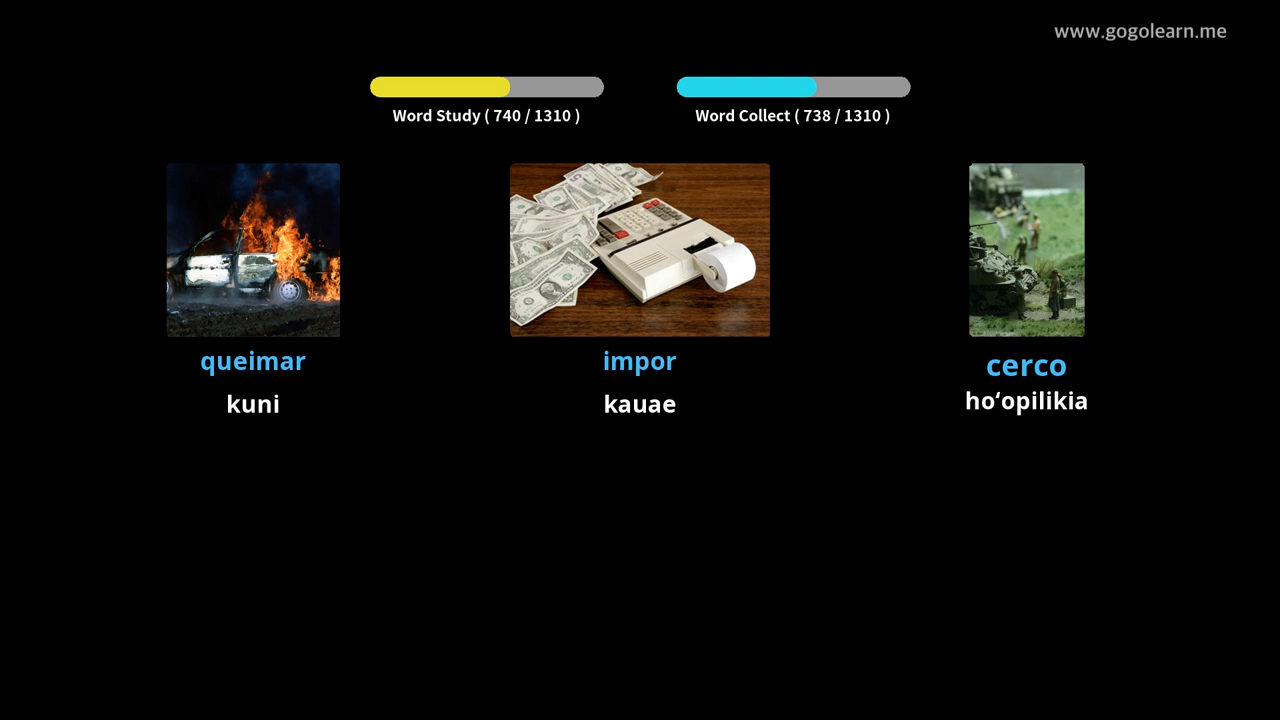 www.gogolearn.me
Word Study ( 740 / 1310 )
Word Collect ( 738 / 1310 )
queimar
impor
cerco
kuni
kauae
hoʻopilikia